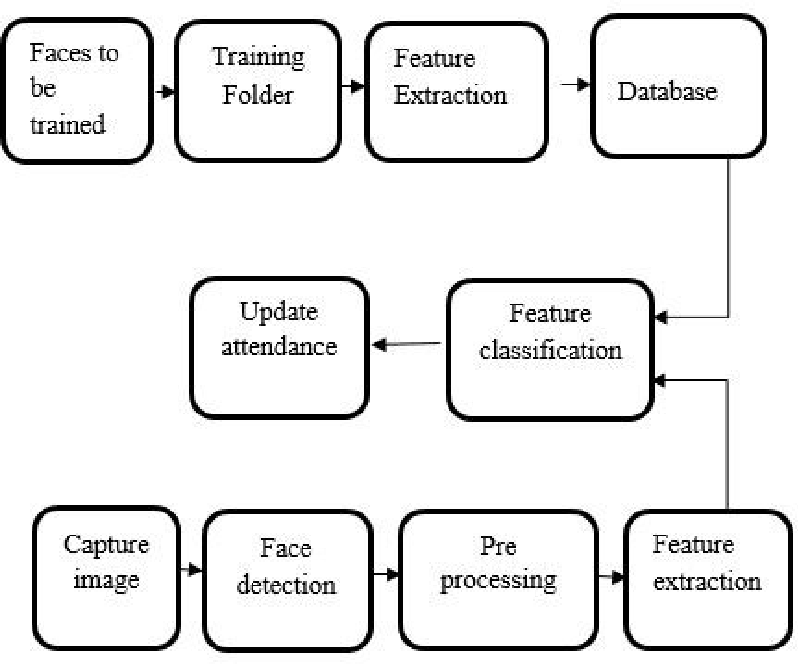 Faces to
be
trained
Training
Folder
Feature
Extraction
Database
Update
attendance
Feature
classification
Capture
image
Face
detection
Pre
processing
Feature
extraction